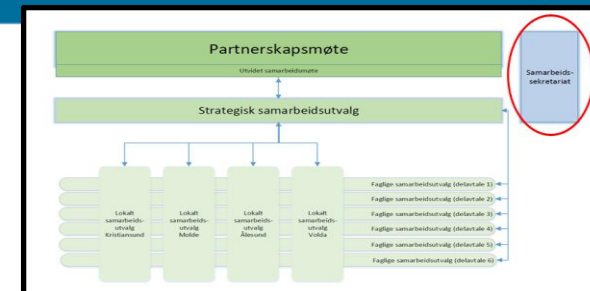 Partnerskapsmøte
Utvidet samarbeidsmøte
Samarbeids-
sekretariat
Strategisk samarbeidsutvalg
Lokalt
samarbeids-
utvalg
Kristiansund
Lokalt
samarbeids-
utvalg
Molde
Lokalt
samarbeids-
utvalg
Ålesund
Lokalt
samarbeids-
utvalg
Volda
Faglige samarbeidsutvalg (delavtale 1)
Faglige samarbeidsutvalg (delavtale 2)
Faglige samarbeidsutvalg (delavtale 3)
Faglige samarbeidsutvalg (delavtale 4)
Faglige samarbeidsutvalg (delavtale 5)
Faglige samarbeidsutvalg (delavtale 6)